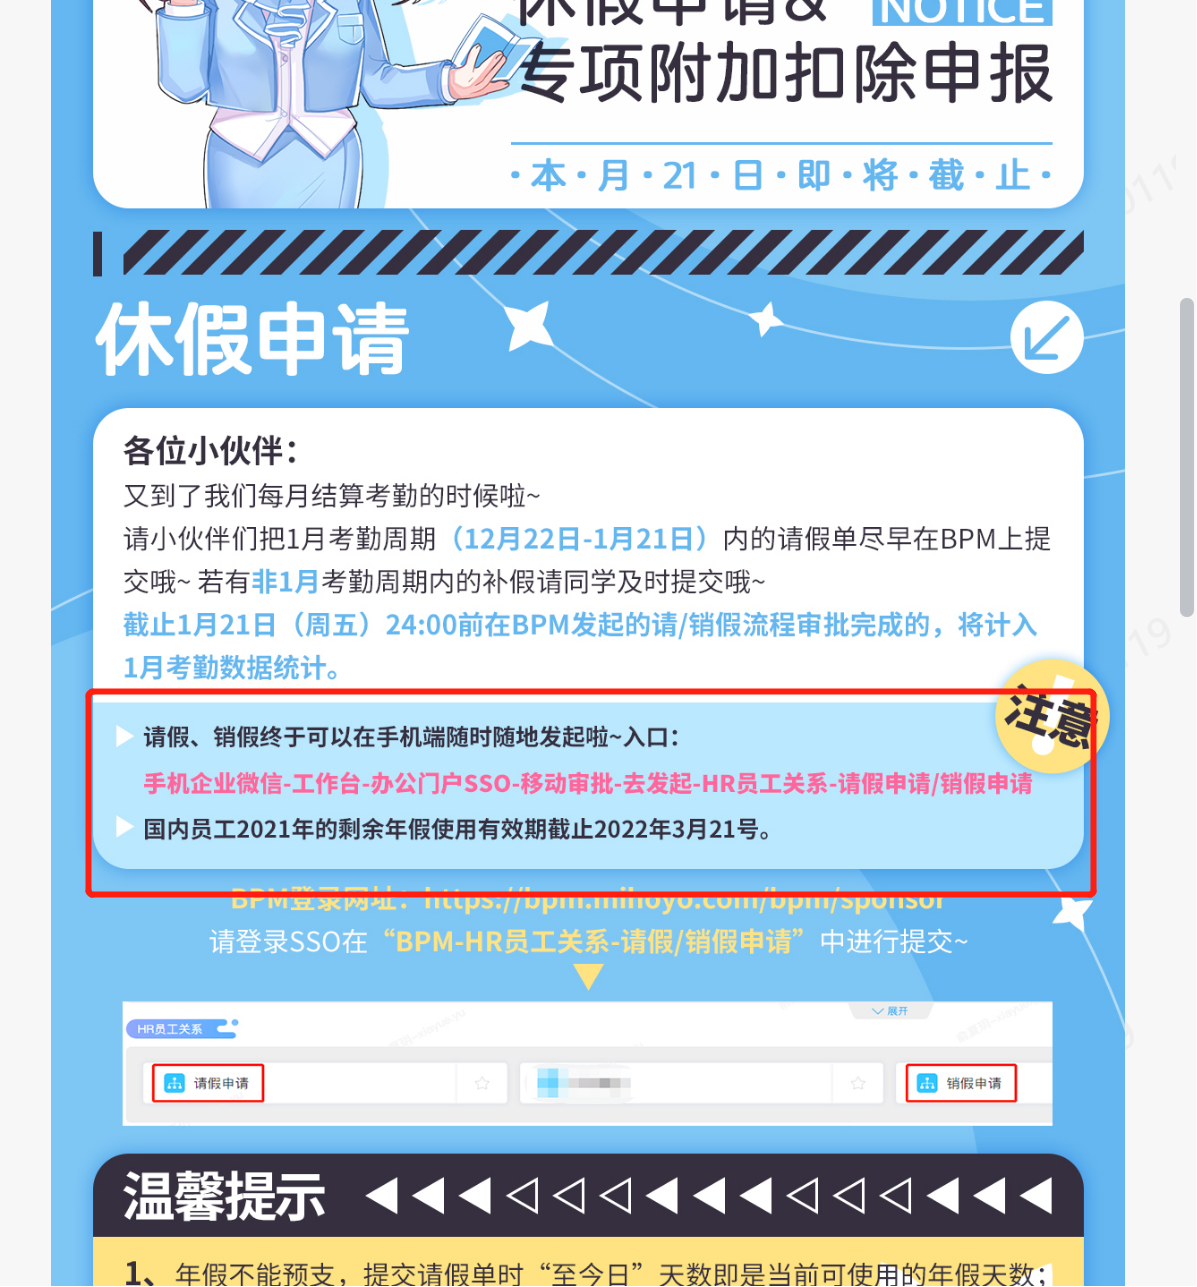 休假申请& NOTICE
专项附加扣除申报
·本·月·21·日·即·将·截·止·
休假申请
各位小伙伴：
又到了我们每月结算考勤的时候啦~
请小伙伴们把1月考勤周期（12月22日-1月21日）内的请假单尽早在BPM上提
交哦~ 若有非1月考勤周期内的补假请同学及时提交哦~
截止1月21日（周五）24:00前在BPM发起的请/销假流程审批完成的，将计入
1月考勤数据统计。
注意
请假、销假终于可以在手机端随时随地发起啦~入口：
手机企业微信-工作台-办公门户SSO-移动审批-去发起-HR员工关系-请假申请/销假申请
国内员工2021年的剩余年假使用有效期截止2022年3月21号。
BPM登录网址：https://bpm.mihoyo.com/bpm/sponsor
请登录SSO在“BPM-HR员工关系-请假/销假申请”中进行提交~
展开
HR员工关系
请假申请
销假申请
温馨提示
1、年假不能预支，提交请假单时“至今日”天数即是当前可使用的年假天数；